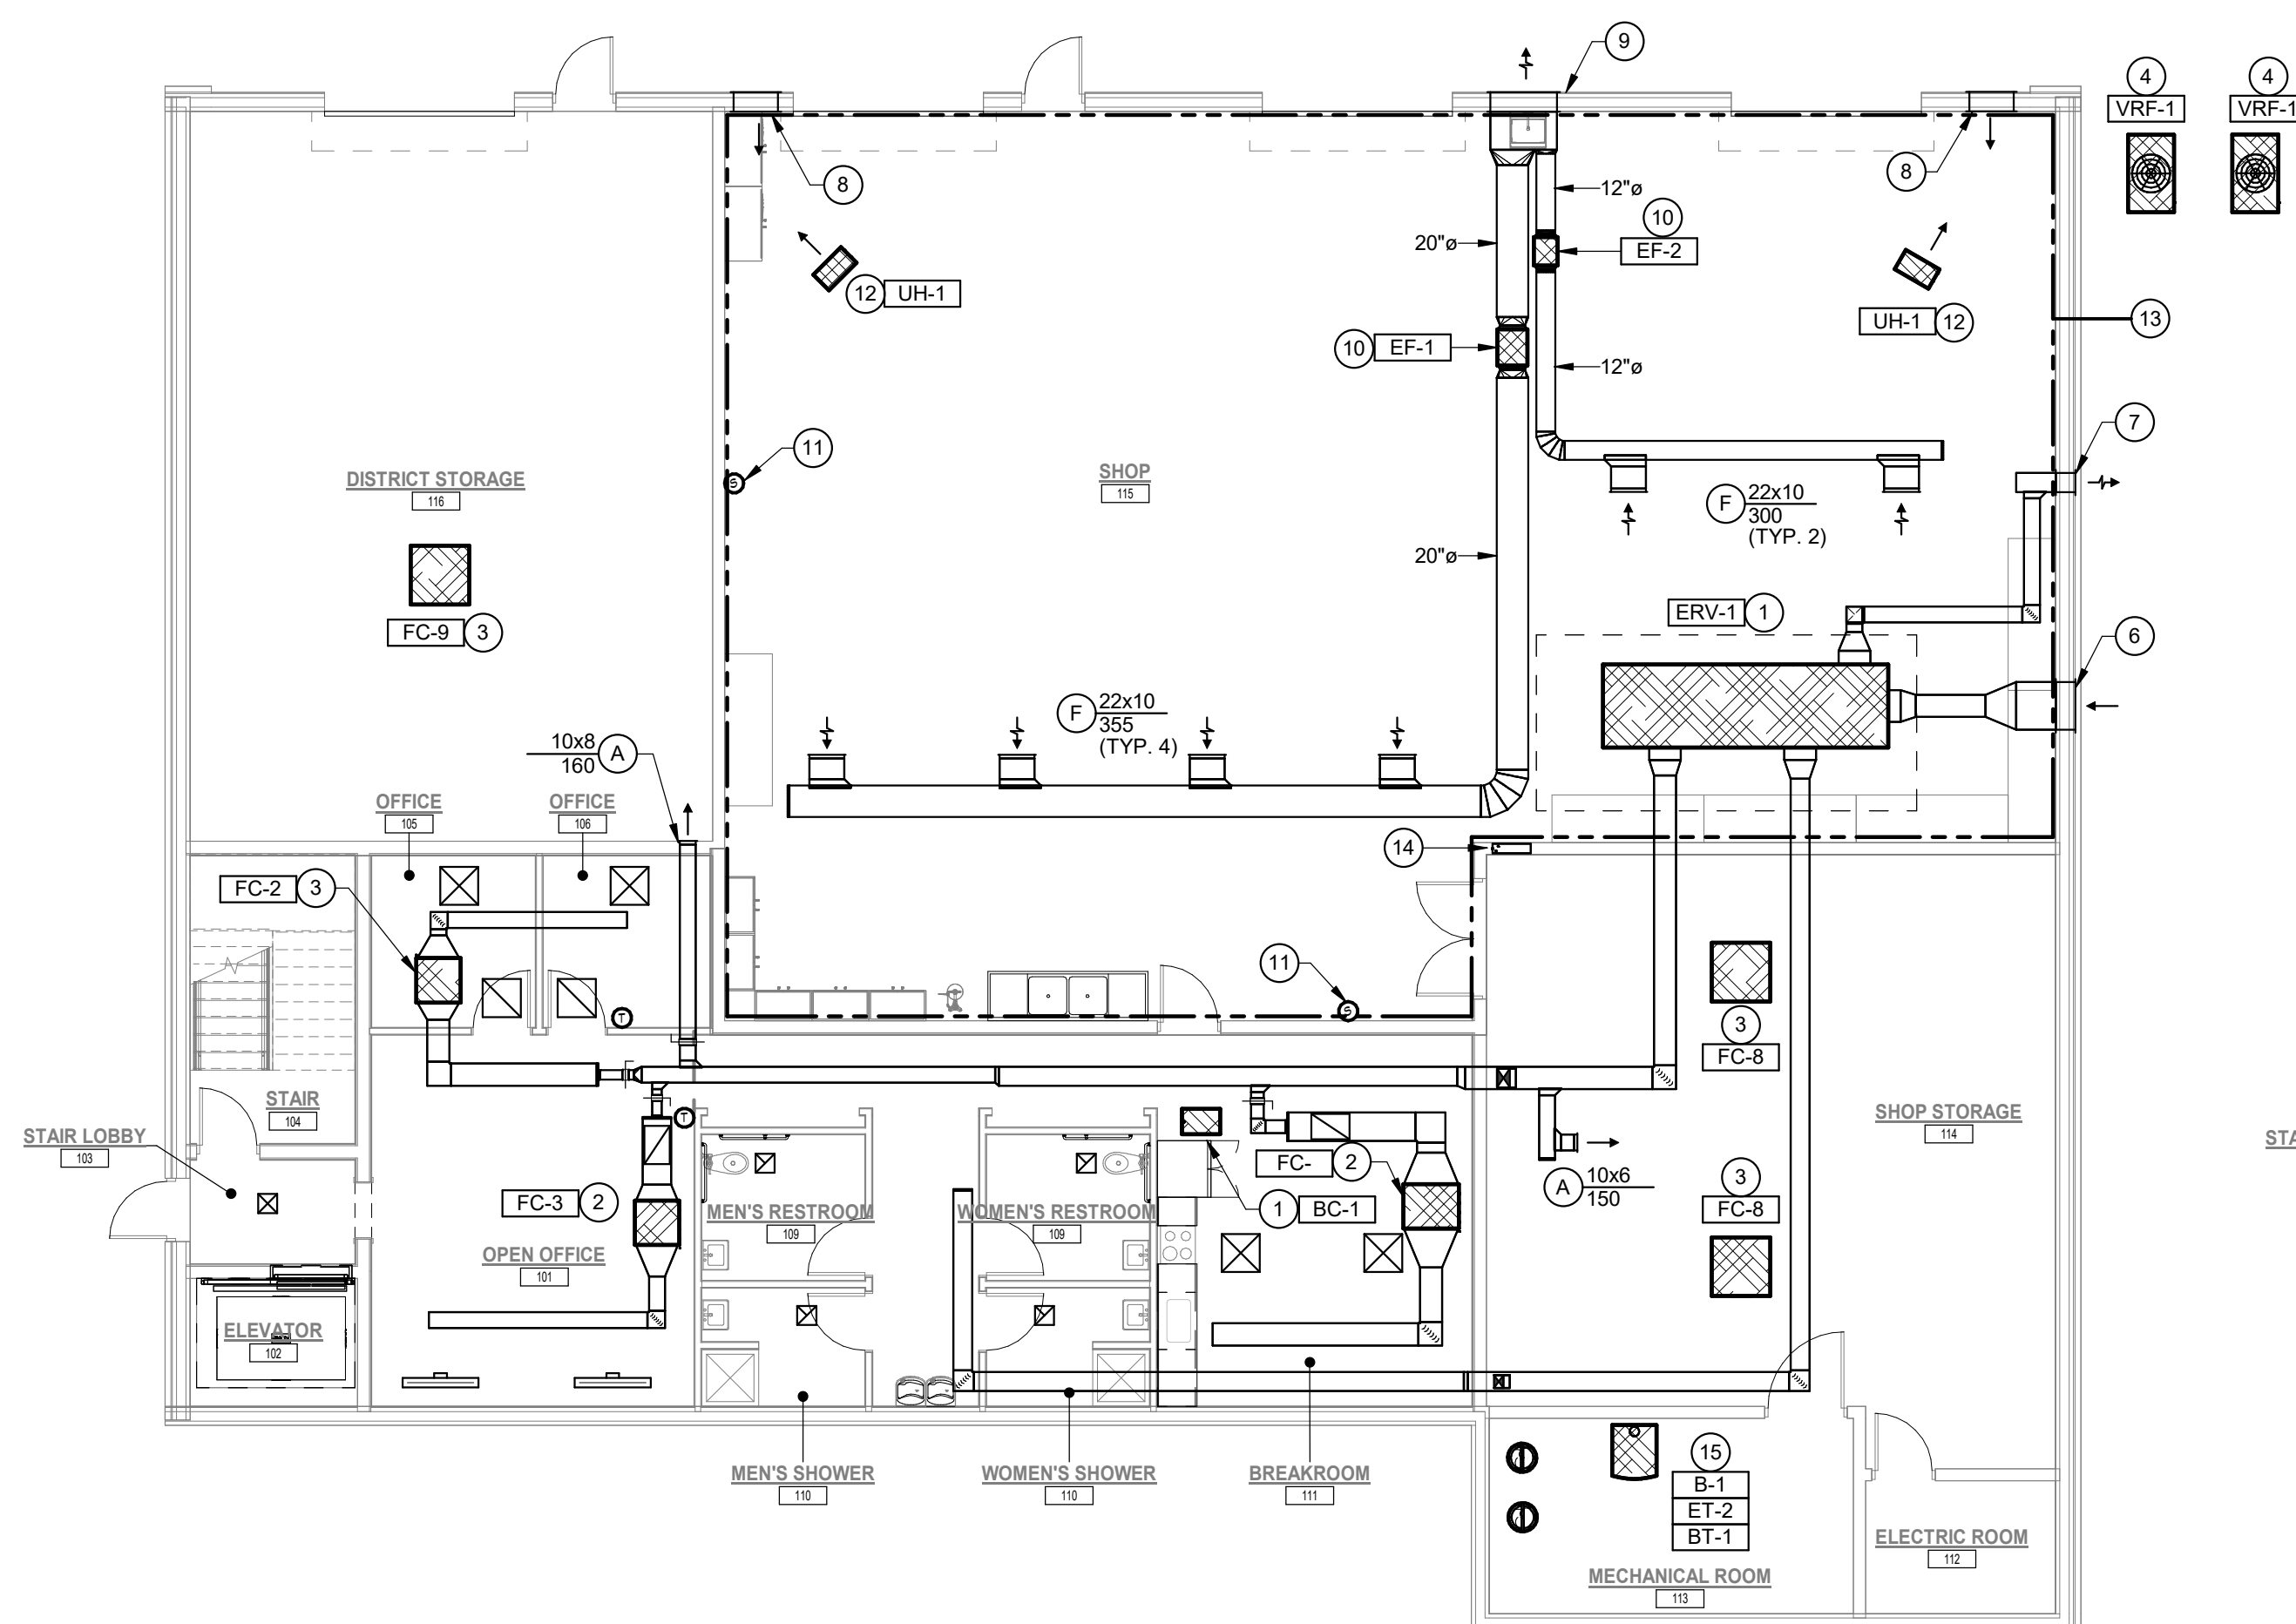 9
4
VRF-1
4
VRF-1
8
8
12"ø
10
EF-2
20"ø
12
UH-1
UH-1
12
13
10
EF-1
12"ø
7
11
S
DISTRICT STORAGE
116
SHOP
115
F
22x10
300
(TYP. 2)
20"ø
FC-9
3
ERV-1
1
6
F
22x10
355
(TYP. 4)
10x8
160
A
OFFICE
105
OFFICE
106
14
FC-2
3
11
S
T
3
FC-8
STAIR
104
T
SHOP STORAGE
114
STAIR LOBBY
103
FC-
2
A
10x6
150
3
FC-8
FC-3
2
MEN'S RESTROOM
109
WOMEN'S RESTROOM
109
1
BC-1
OPEN OFFICE
101
ELEVATOR
102
MEN'S SHOWER
110
WOMEN'S SHOWER
110
BREAKROOM
111
15
B-1
ET-2
BT-1
ELECTRIC ROOM
112
MECHANICAL ROOM
113